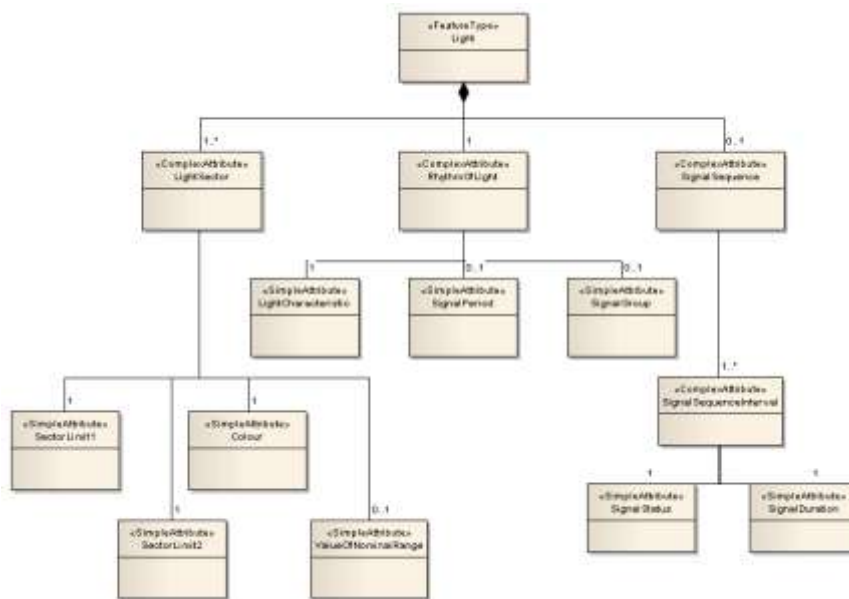 «FeatureType»
Light
1..*
1
0..1
«ComplexAttribute»
LightSector
«ComplexAttribute»
RhythmOfLight
«ComplexAttribute»
SignalSequence
1
0..1
0..1
«SimpleAttribute»
LightCharacteristic
«SimpleAttribute»
SignalPeriod
«SimpleAttribute»
SignalGroup
1..*
«ComplexAttribute»
SignalSequenceInterval
1
1
«SimpleAttribute»
SectorLimit1
«SimpleAttribute»
Colour
1
1
«SimpleAttribute»
SignalStatus
«SimpleAttribute»
SignalDuration
1
0..1
«SimpleAttribute»
SectorLimit2
«SimpleAttribute»
ValueOfNominalRange